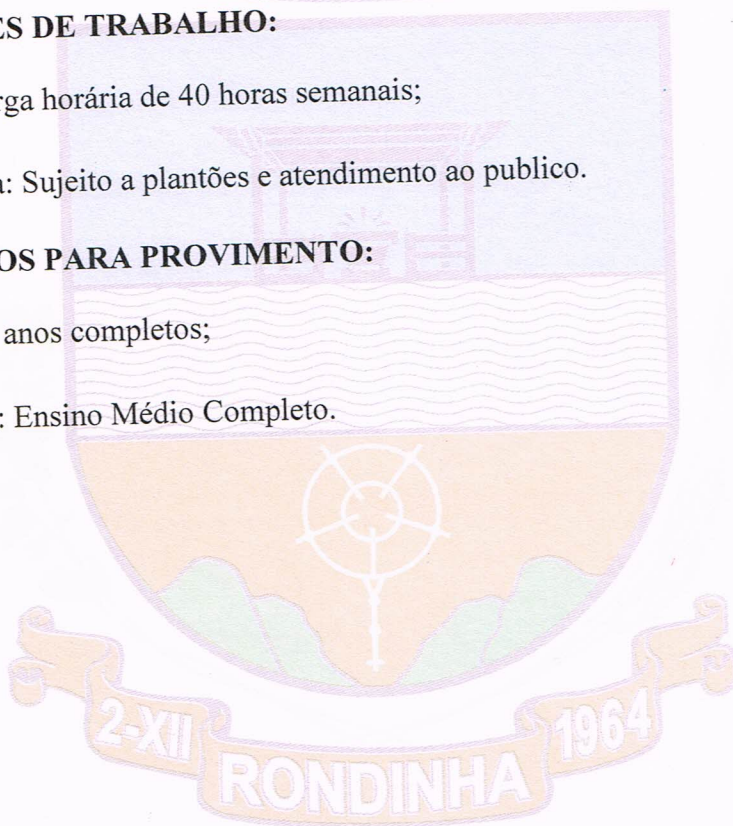 ES DE TRABALHO:
rga horária de 40 horas semanais;
a: Sujeito a plantões e atendimento ao publico.
OS PARA PROVIMENTO:
anos completos;
: Ensino Médio Completo.
2-XII RONDINHA 1964